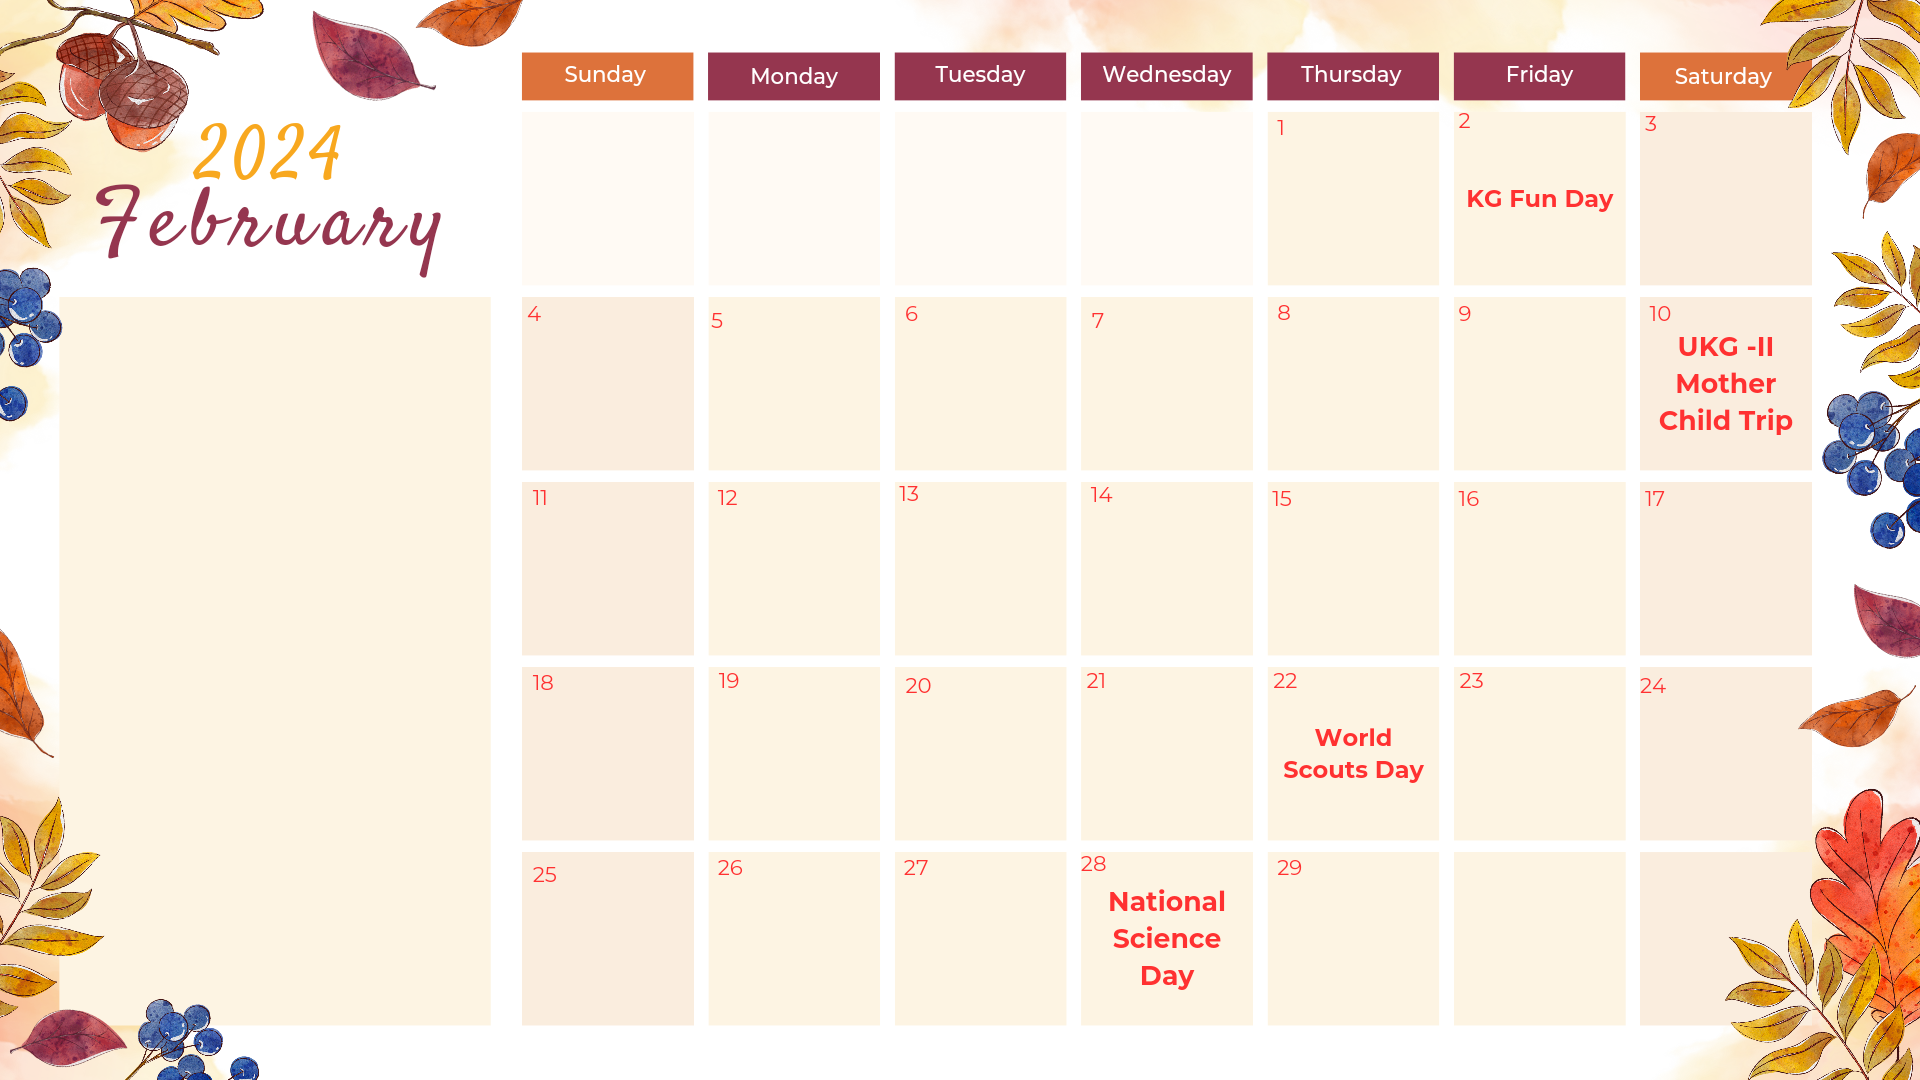 2024
February
Sunday Monday Tuesday Wednesday Thursday Friday Saturday
1 2 3
KG Fun Day
4 5 6 7 8 9 10
UKG -II
Mother
Child Trip
11 12 13 14 15 16 17
18 19 20 21 22 23 24
World
Scouts Day
25 26 27 28 29
National
Science
Day